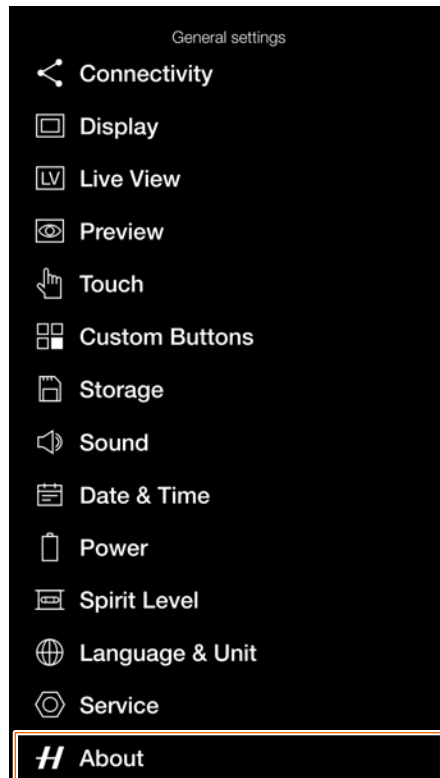 General settings
Connectivity
Display
LV Live View
Preview
Touch
Custom Buttons
Storage
Sound
Date & Time
Power
Spirit Level
Language & Unit
Service
H About